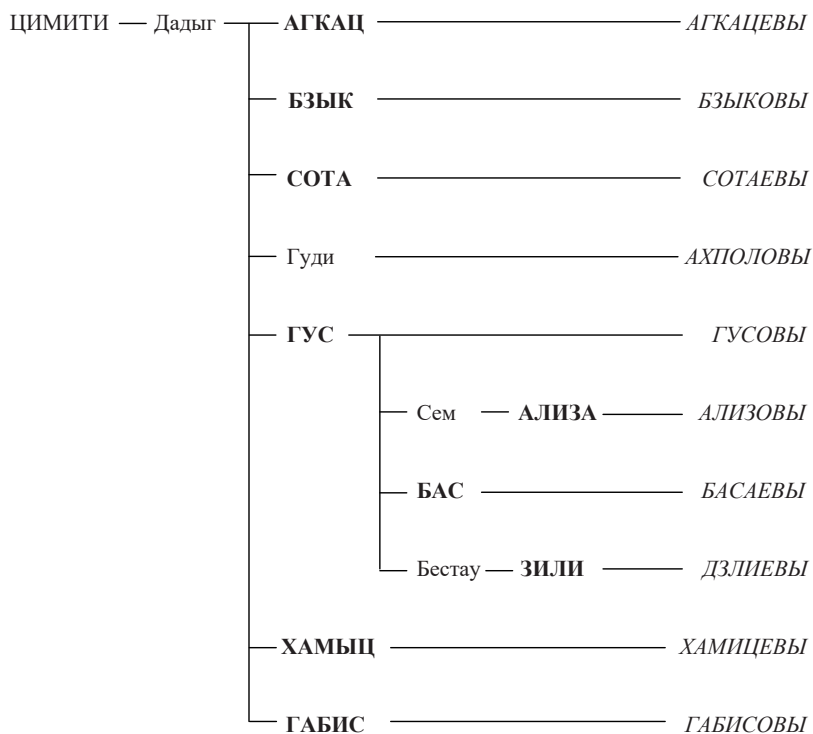 ЦИМИТИ Дадыг АГКАЦ АГКАЦЕВЫ
БЗЫК БЗЫКОВЫ
СОТА СОТАЕВЫ
Гуди АХПОЛОВЫ
ГУС ГУСОВЫ
Сем АЛИЗА АЛИЗОВЫ
БАС БАСАЕВЫ
Бестау ЗИЛИ ДЗЛИЕВЫ
ХАМЫЦ ХАМИЦЕВЫ
ГАБИС ГАБИСОВЫ